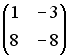 ( 1 − 3 )
( 8 − 8 )